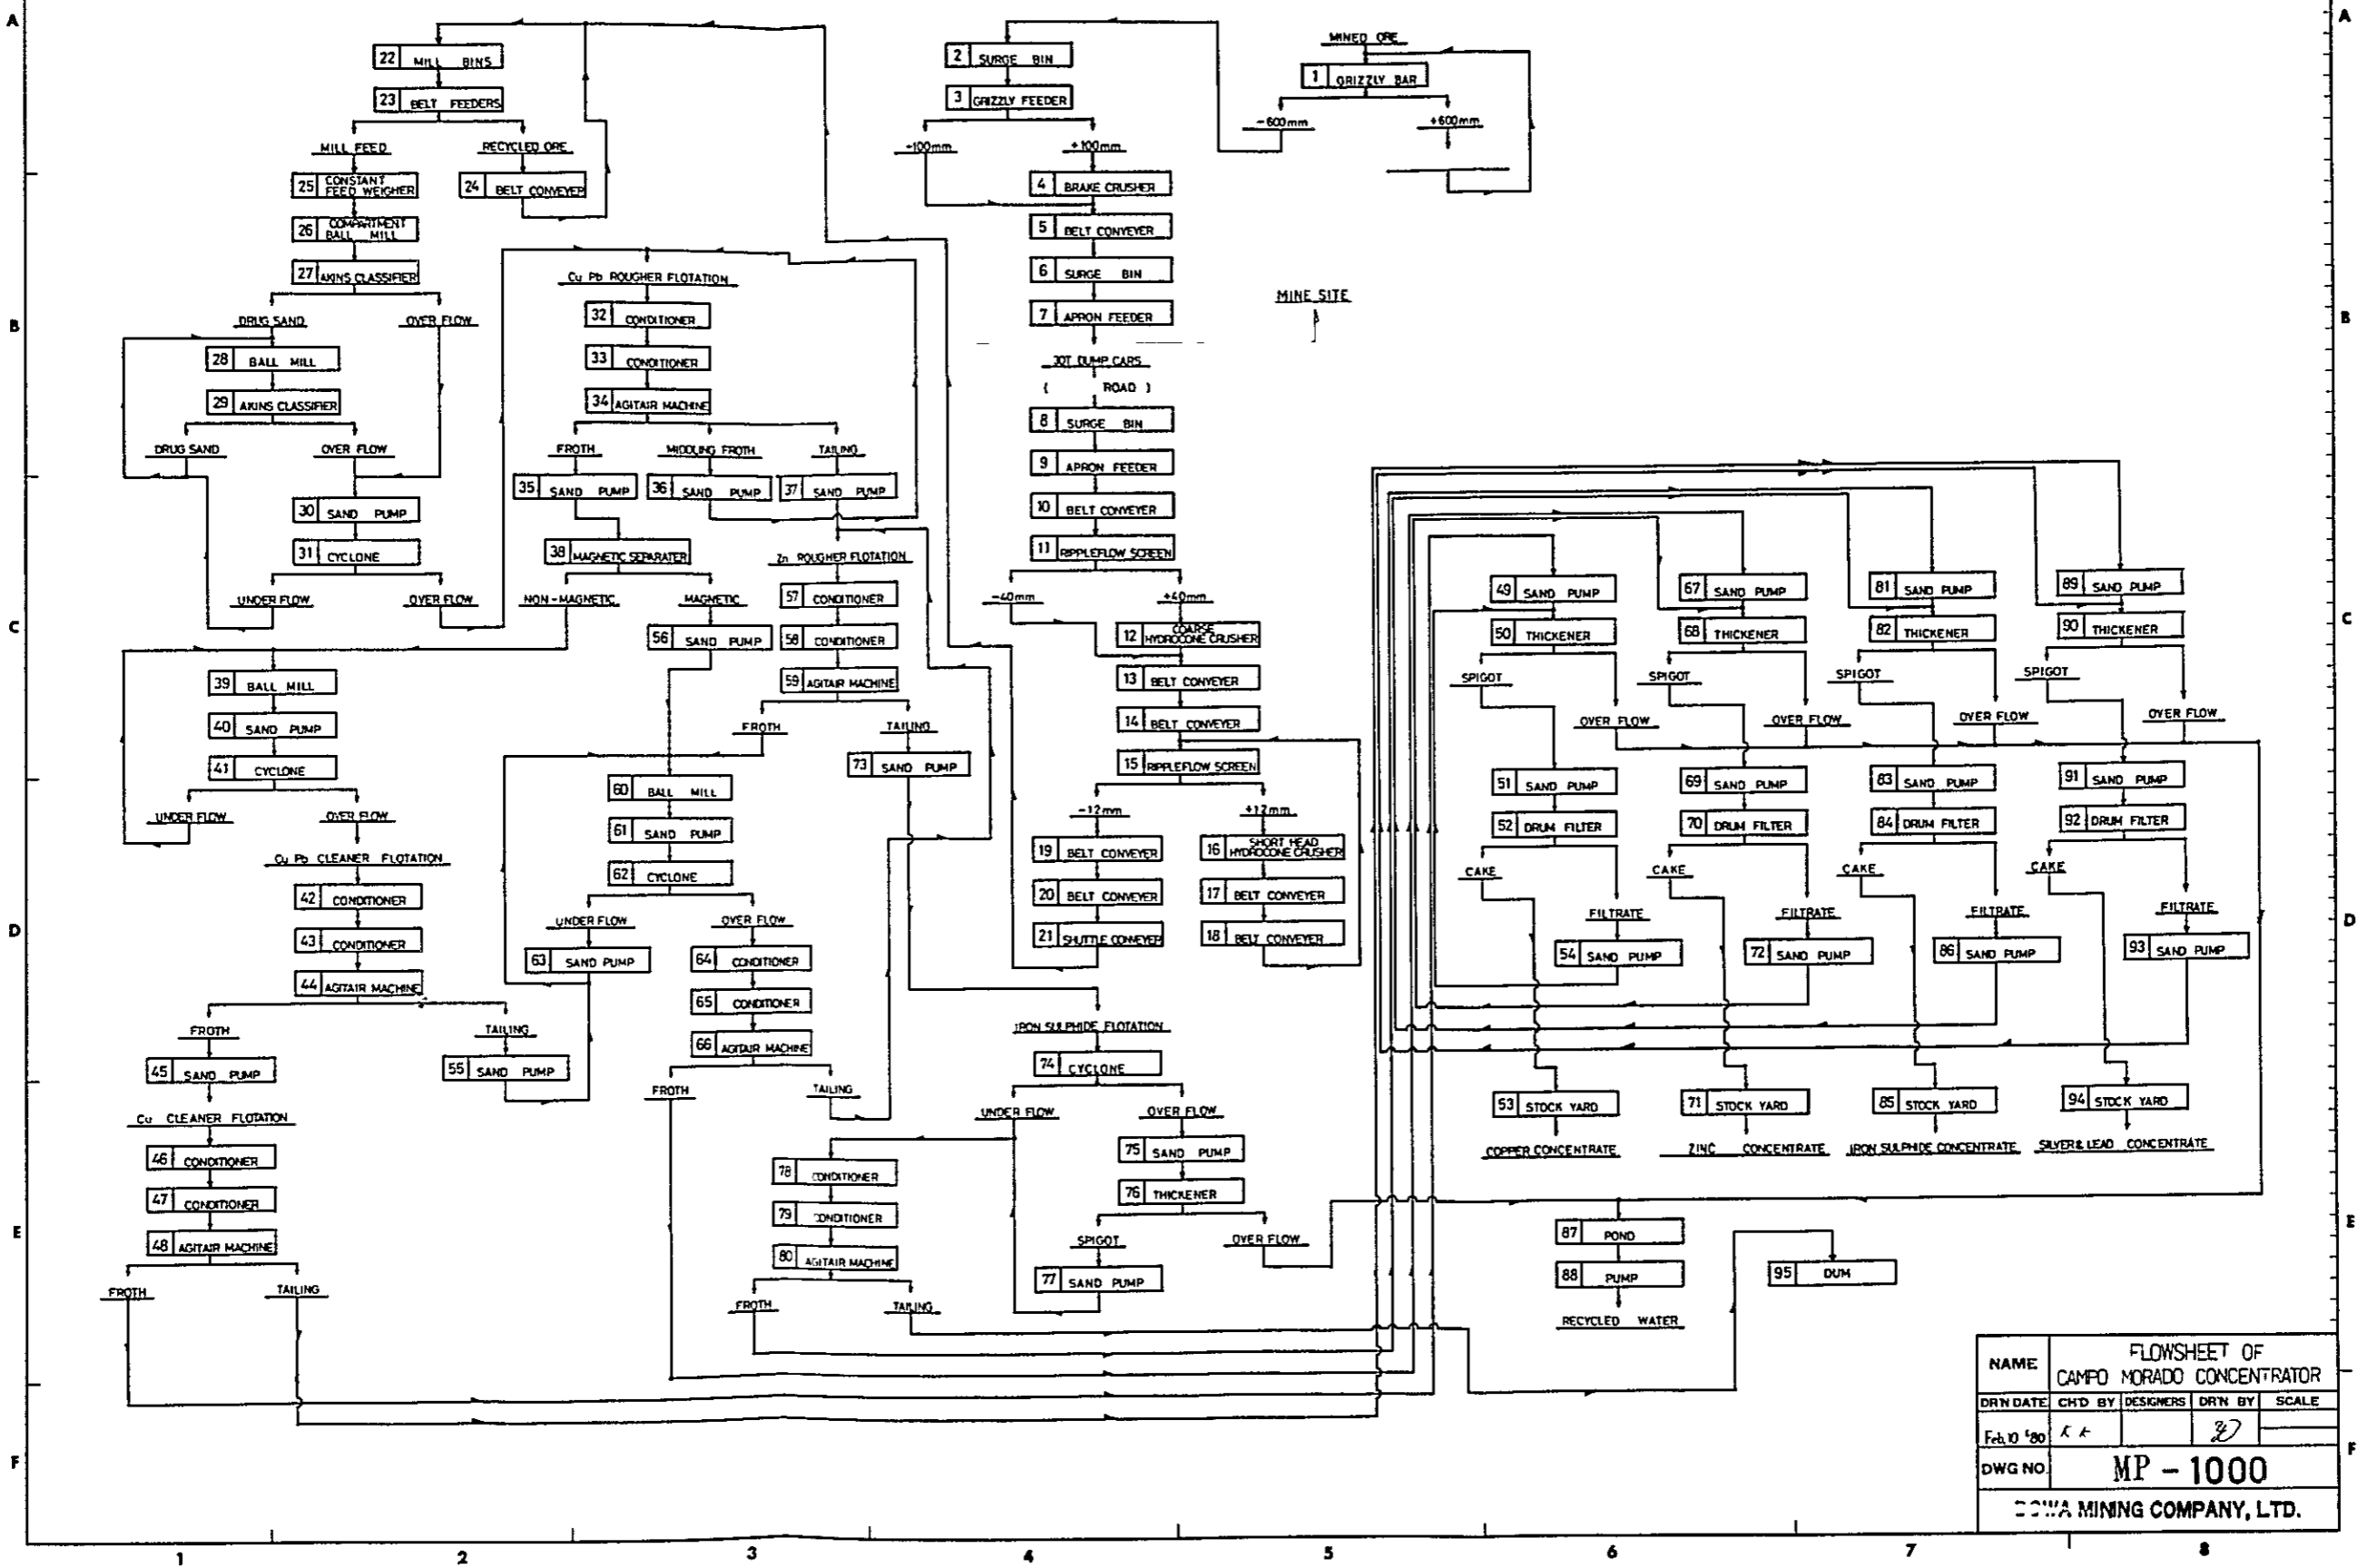 A
A
22 MILL BINS
23 BELT FEEDERS
MILL FEED
RECYCLED ORE
25 CONSTANT
FEED WEIGHER
24 BELT CONVEYER
26 COMPARTMENT
BALL MILL
27 AKINS CLASSIFIER
DRUG SAND
OVER FLOW
28 BALL MILL
29 AKINS CLASSIFIER
DRUG SAND
OVER FLOW
30 SAND PUMP
31 CYCLONE
UNDER FLOW
OVER FLOW
Cu Pb ROUGHER FLOTATION
32 CONDITIONER
33 CONDITIONER
34 AGITAIR MACHINE
FROTH
MIDDLING FROTH
TAILING
35 SAND PUMP
36 SAND PUMP
37 SAND PUMP
38 MAGNETIC SEPARATER
NON-MAGNETIC
MAGNETIC
56 SAND PUMP
Zn ROUGHER FLOTATION
57 CONDITIONER
58 CONDITIONER
59 AGITAIR MACHINE
FROTH
TAILING
73 SAND PUMP
2 SURGE BIN
3 GRIZZLY FEEDER
-100mm
+100mm
4 BRAKE CRUSHER
5 BELT CONVEYER
6 SURGE BIN
7 APRON FEEDER
30T DUMP CARS
( ROAD )
8 SURGE BIN
9 APRON FEEDER
10 BELT CONVEYER
11 RIPPLEFLOW SCREEN
-40mm
+40mm
12 COARSE
HYDROCONE CRUSHER
13 BELT CONVEYER
14 BELT CONVEYER
15 RIPPLEFLOW SCREEN
-12mm
+12mm
19 BELT CONVEYER
20 BELT CONVEYER
21 SHUTTLE CONVEYER
16 SHORT HEAD
HYDROCONE CRUSHER
17 BELT CONVEYER
18 BELT CONVEYER
MINED ORE
1 GRIZZLY BAR
-600mm
+600mm
MINE SITE
B
B
C
C
39 BALL MILL
40 SAND PUMP
41 CYCLONE
UNDER FLOW
OVER FLOW
Cu Pb CLEANER FLOTATION
42 CONDITIONER
43 CONDITIONER
44 AGITAIR MACHINE
FROTH
TAILING
45 SAND PUMP
55 SAND PUMP
Cu CLEANER FLOTATION
46 CONDITIONER
47 CONDITIONER
48 AGITAIR MACHINE
FROTH
TAILING
60 BALL MILL
61 SAND PUMP
62 CYCLONE
UNDER FLOW
OVER FLOW
63 SAND PUMP
64 CONDITIONER
65 CONDITIONER
66 AGITAIR MACHINE
FROTH
TAILING
IRON SULPHIDE FLOTATION
74 CYCLONE
UNDER FLOW
OVER FLOW
75 SAND PUMP
76 THICKENER
SPIGOT
OVER FLOW
77 SAND PUMP
78 CONDITIONER
79 CONDITIONER
80 AGITAIR MACHINE
FROTH
TAILING
49 SAND PUMP
50 THICKENER
SPIGOT
OVER FLOW
51 SAND PUMP
52 DRUM FILTER
CAKE
FILTRATE
54 SAND PUMP
53 STOCK YARD
COPPER CONCENTRATE
67 SAND PUMP
68 THICKENER
SPIGOT
OVER FLOW
69 SAND PUMP
70 DRUM FILTER
CAKE
FILTRATE
72 SAND PUMP
71 STOCK YARD
ZINC CONCENTRATE
81 SAND PUMP
82 THICKENER
SPIGOT
OVER FLOW
83 SAND PUMP
84 DRUM FILTER
CAKE
FILTRATE
86 SAND PUMP
85 STOCK YARD
IRON SULPHIDE CONCENTRATE
89 SAND PUMP
90 THICKENER
SPIGOT
OVER FLOW
91 SAND PUMP
92 DRUM FILTER
CAKE
FILTRATE
93 SAND PUMP
94 STOCK YARD
SILVER & LEAD CONCENTRATE
87 POND
88 PUMP
RECYCLED WATER
95 DUM
D
D
E
E
F
F
NAME FLOWSHEET OF
CAMPO MORADO CONCENTRATOR
DR'N DATE CH'D BY DESIGNERS DR'N BY SCALE
Feb,10 '80 K K
DWG NO. MP-1000
DOWA MINING COMPANY, LTD.
1 2 3 4 5 6 7 8